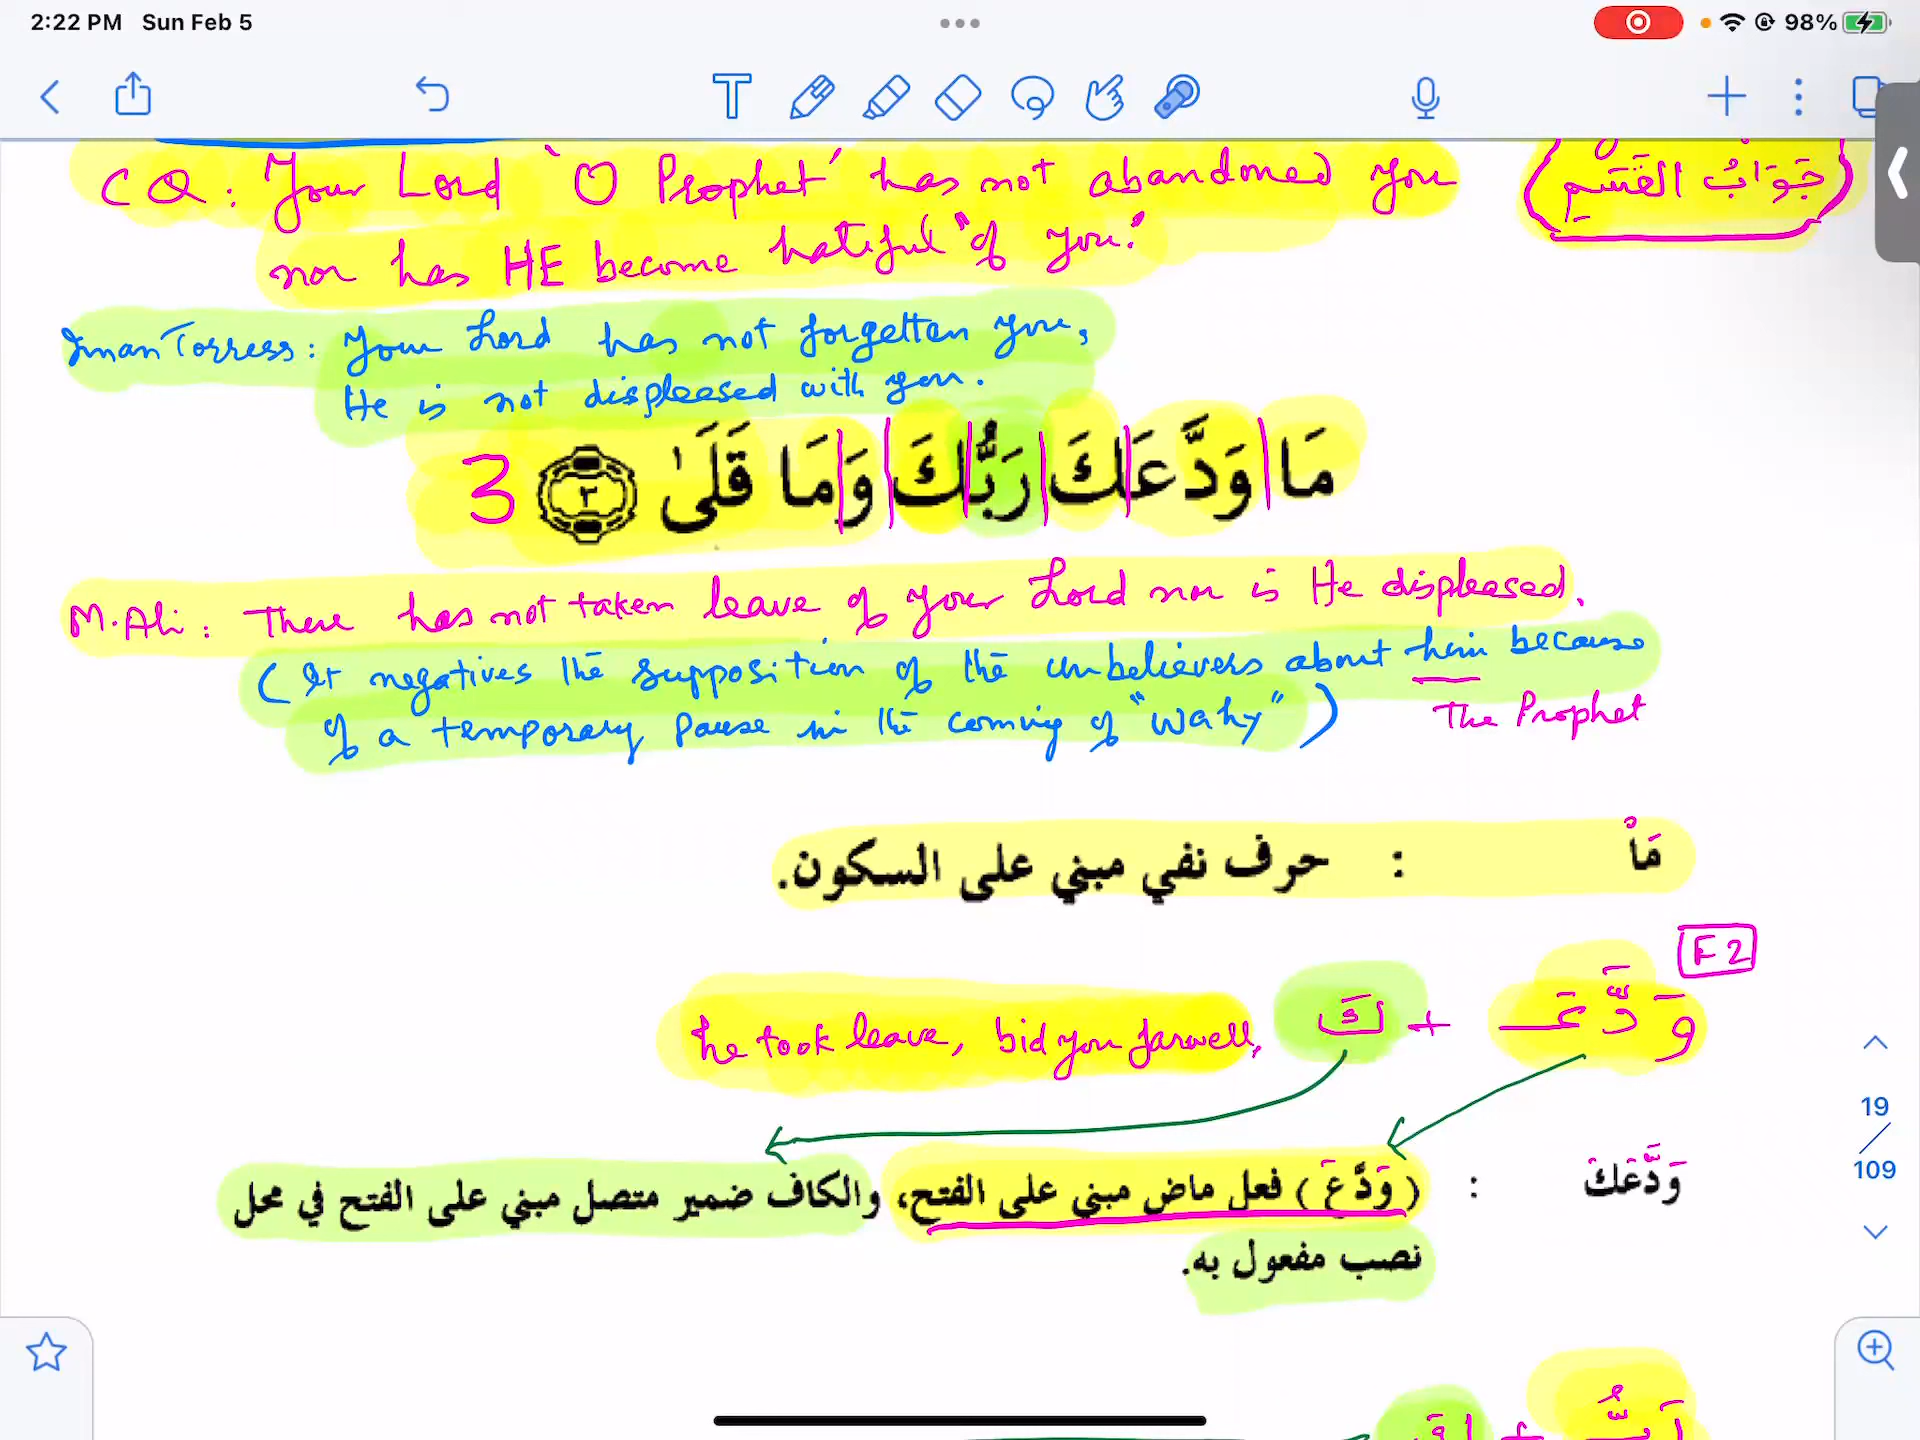 2:22 PM Sun Feb 5
98%
CQ: Your Lord 'O Prophet' has not abandoned you
جَوَابُ القَسَمِ
nor has HE become hateful "of you."
Iman Torress: Your Lord has not forgetten you,
He is not displeased with you.
مَا وَدَّعَكَ رَبُّكَ وَمَا قَلَىٰ ٣ 3
M.Ali: There has not taken leave of your Lord nor is He displeased.
(It negatives the supposition of the unbelievers about him because
of a temporary pause in the coming of "wahy")
The Prophet
مَاْ : حرف نفي مبني على السكون.
F2
وَدَّعَـ + كَ he took leave, bid you farwell,
19
109
وَدَّعَكَ : (وَدَّعَ) فعل ماض مبني على الفتح، والكاف ضمير متصل مبني على الفتح في محل
نصب مفعول به.